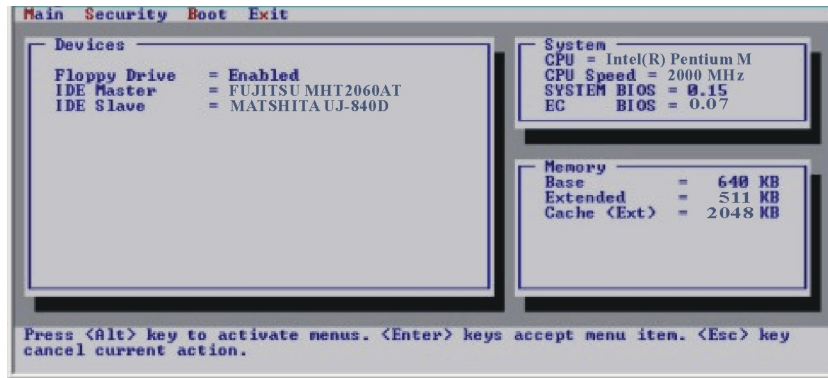 Main Security Boot Exit
Devices
Floppy Drive = Enabled
IDE Master = FUJITSU MHT2060AT
IDE Slave = MATSHITA UJ-840D
System
CPU = Intel(R) Pentium M
CPU Speed = 2000 MHz
SYSTEM BIOS = 0.15
EC BIOS = 0.07
Memory
Base = 640 KB
Extended = 511 KB
Cache (Ext) = 2048 KB
Press <Alt> key to activate menus. <Enter> keys accept menu item. <Esc> key
cancel current action.